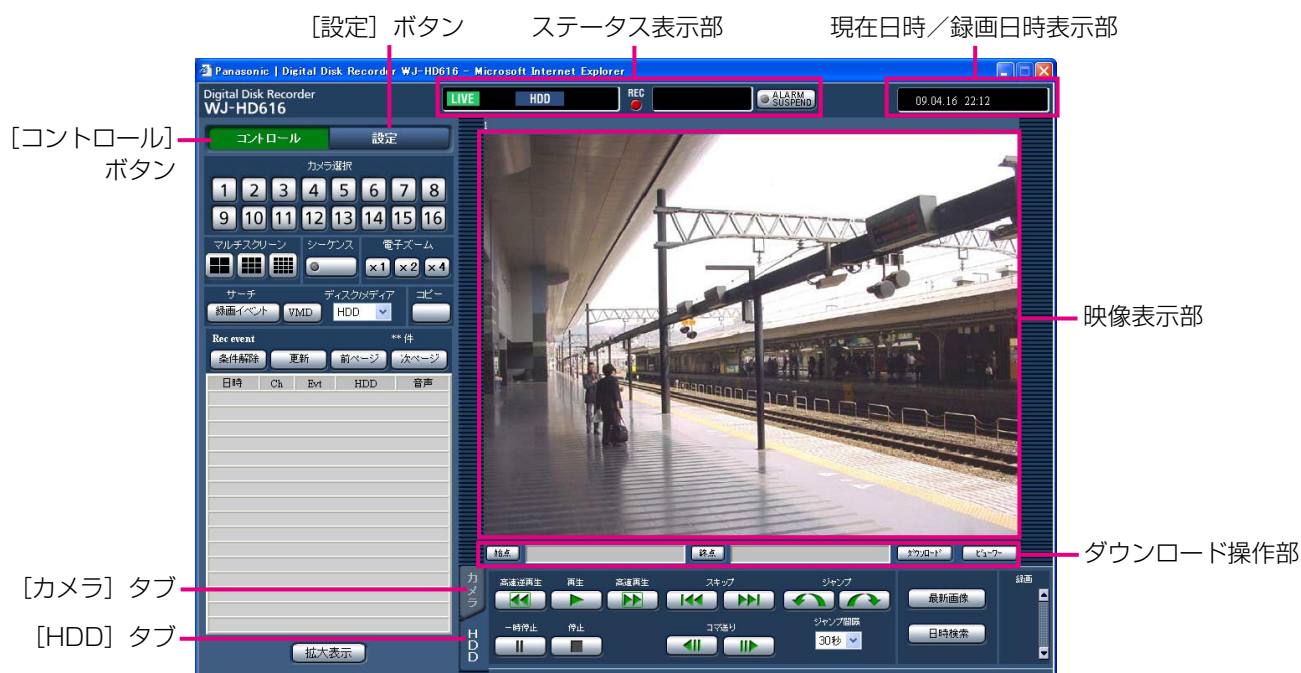 ［設定］ボタン
ステータス表示部
現在日時／録画日時表示部
Panasonic | Digital Disk Recorder WJ-HD616 - Microsoft Internet Explorer
Digital Disk Recorder
WJ-HD616
LIVE HDD REC ALARM SUSPEND 09.04.16 22:12
［コントロール］
ボタン
コントロール 設定
1
カメラ選択
1 2 3 4 5 6 7 8
9 10 11 12 13 14 15 16
マルチスクリーン シーケンス 電子ズーム
x1 x2 x4
サーチ ディスク/メディア コピー
録画イベント VMD HDD
映像表示部
Rec event ** 件
条件解除 更新 前ページ 次ページ
日時 Ch Evt HDD 音声
始点 終点 ダウンロード ビューワー
ダウンロード操作部
［カメラ］タブ
カメラ
高速逆再生 再生 高速再生 スキップ ジャンプ 録画
最新画像
［HDD］タブ
HDD
一時停止 停止 コマ送り ジャンプ間隔
30秒
日時検索
拡大表示